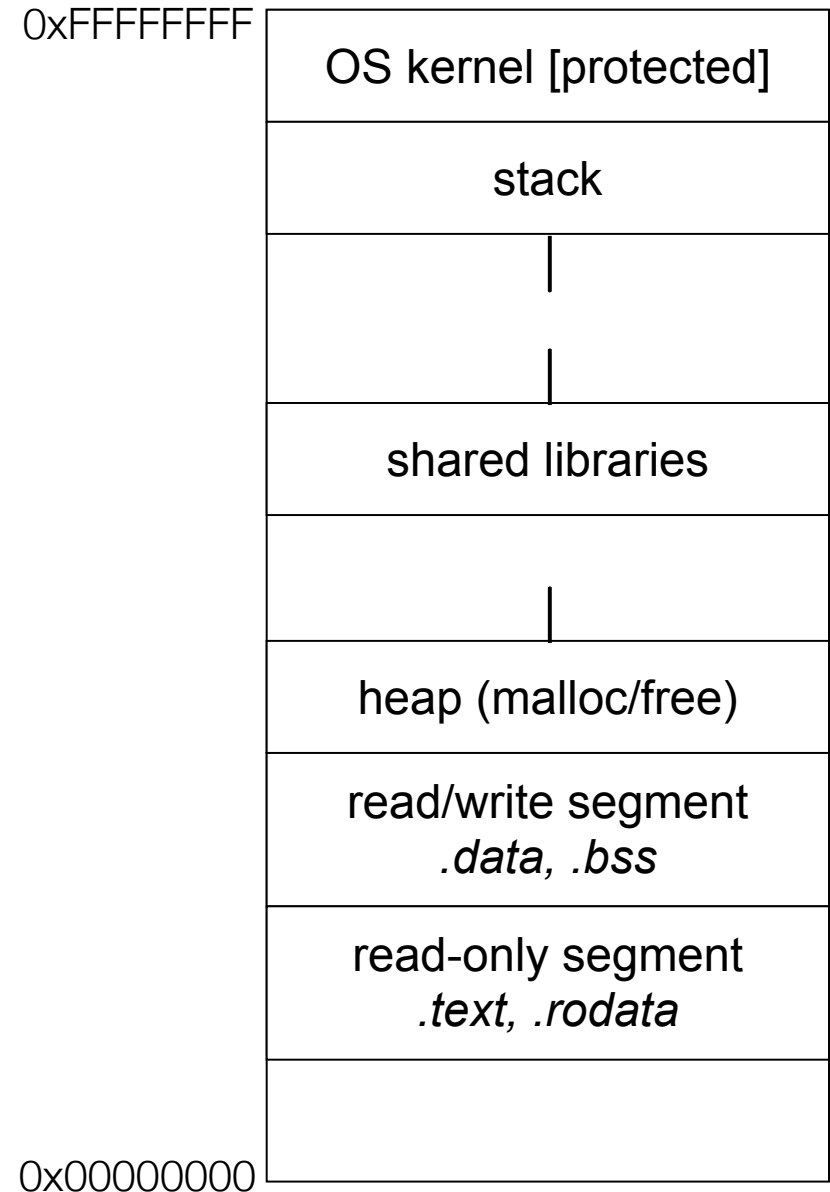 0xFFFFFFFF
OS kernel [protected]
stack
shared libraries
heap (malloc/free)
read/write segment
.data, .bss
read-only segment
.text, .rodata
0x00000000